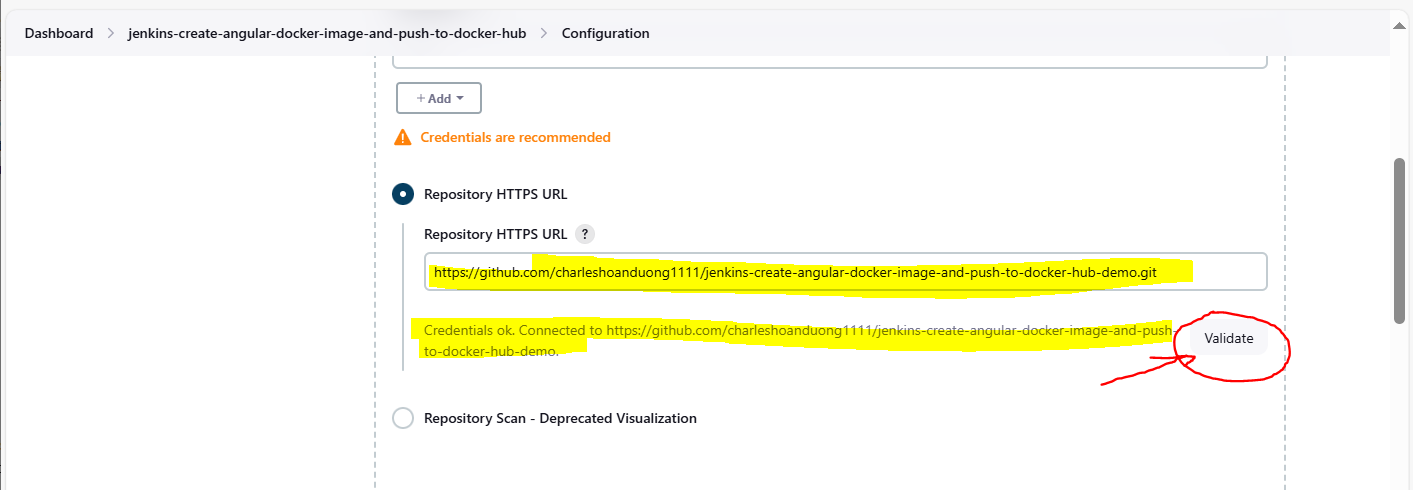 Dashboard > jenkins-create-angular-docker-image-and-push-to-docker-hub > Configuration
+ Add
Credentials are recommended
Repository HTTPS URL
Repository HTTPS URL ?
https://github.com/charleshoanduong1111/jenkins-create-angular-docker-image-and-push-to-docker-hub-demo.git
Credentials ok. Connected to https://github.com/charleshoanduong1111/jenkins-create-angular-docker-image-and-push-
to-docker-hub-demo.
Validate
Repository Scan - Deprecated Visualization